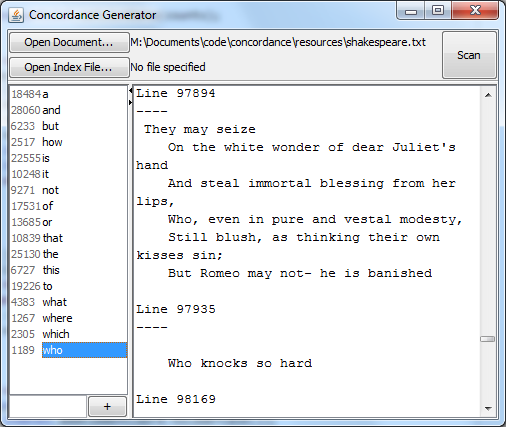 Concordance Generator
Open Document...
M:\Documents\code\concordance\resources\shakespeare.txt
Scan
Open Index File...
No file specified
18484 a
28060 and
6233 but
2517 how
22555 is
10248 it
9271 not
17531 of
13685 or
10839 that
25130 the
6727 this
19226 to
4383 what
1267 where
2305 which
1189 who
+
Line 97894
----
They may seize
On the white wonder of dear Juliet's
hand
And steal immortal blessing from her
lips,
Who, even in pure and vestal modesty,
Still blush, as thinking their own
kisses sin;
But Romeo may not- he is banished
Line 97935
----
Who knocks so hard
Line 98169